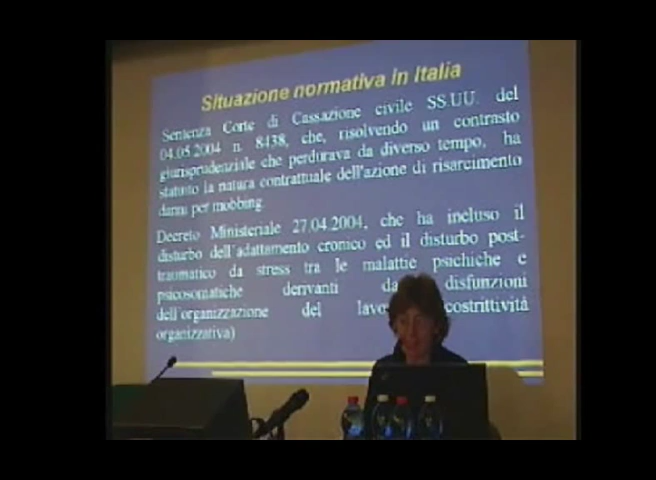 Situazione normativa in Italia
Sentenza Corte di Cassazione civile SS.UU. del
04.05.2004 n. 8438, che, risolvendo un contrasto
giurisprudenziale che perdurava da diverso tempo, ha
statuito la natura contrattuale dell'azione di risarcimento
danni per mobbing
Decreto Ministeriale 27.04.2004, che ha incluso il
disturbo dell'adattamento cronico ed il disturbo post-
traumatico da stress tra le malattie psichiche e
psicosomatiche derivanti da disfunzioni
dell'organizzazione del costrittività
organizzativa)